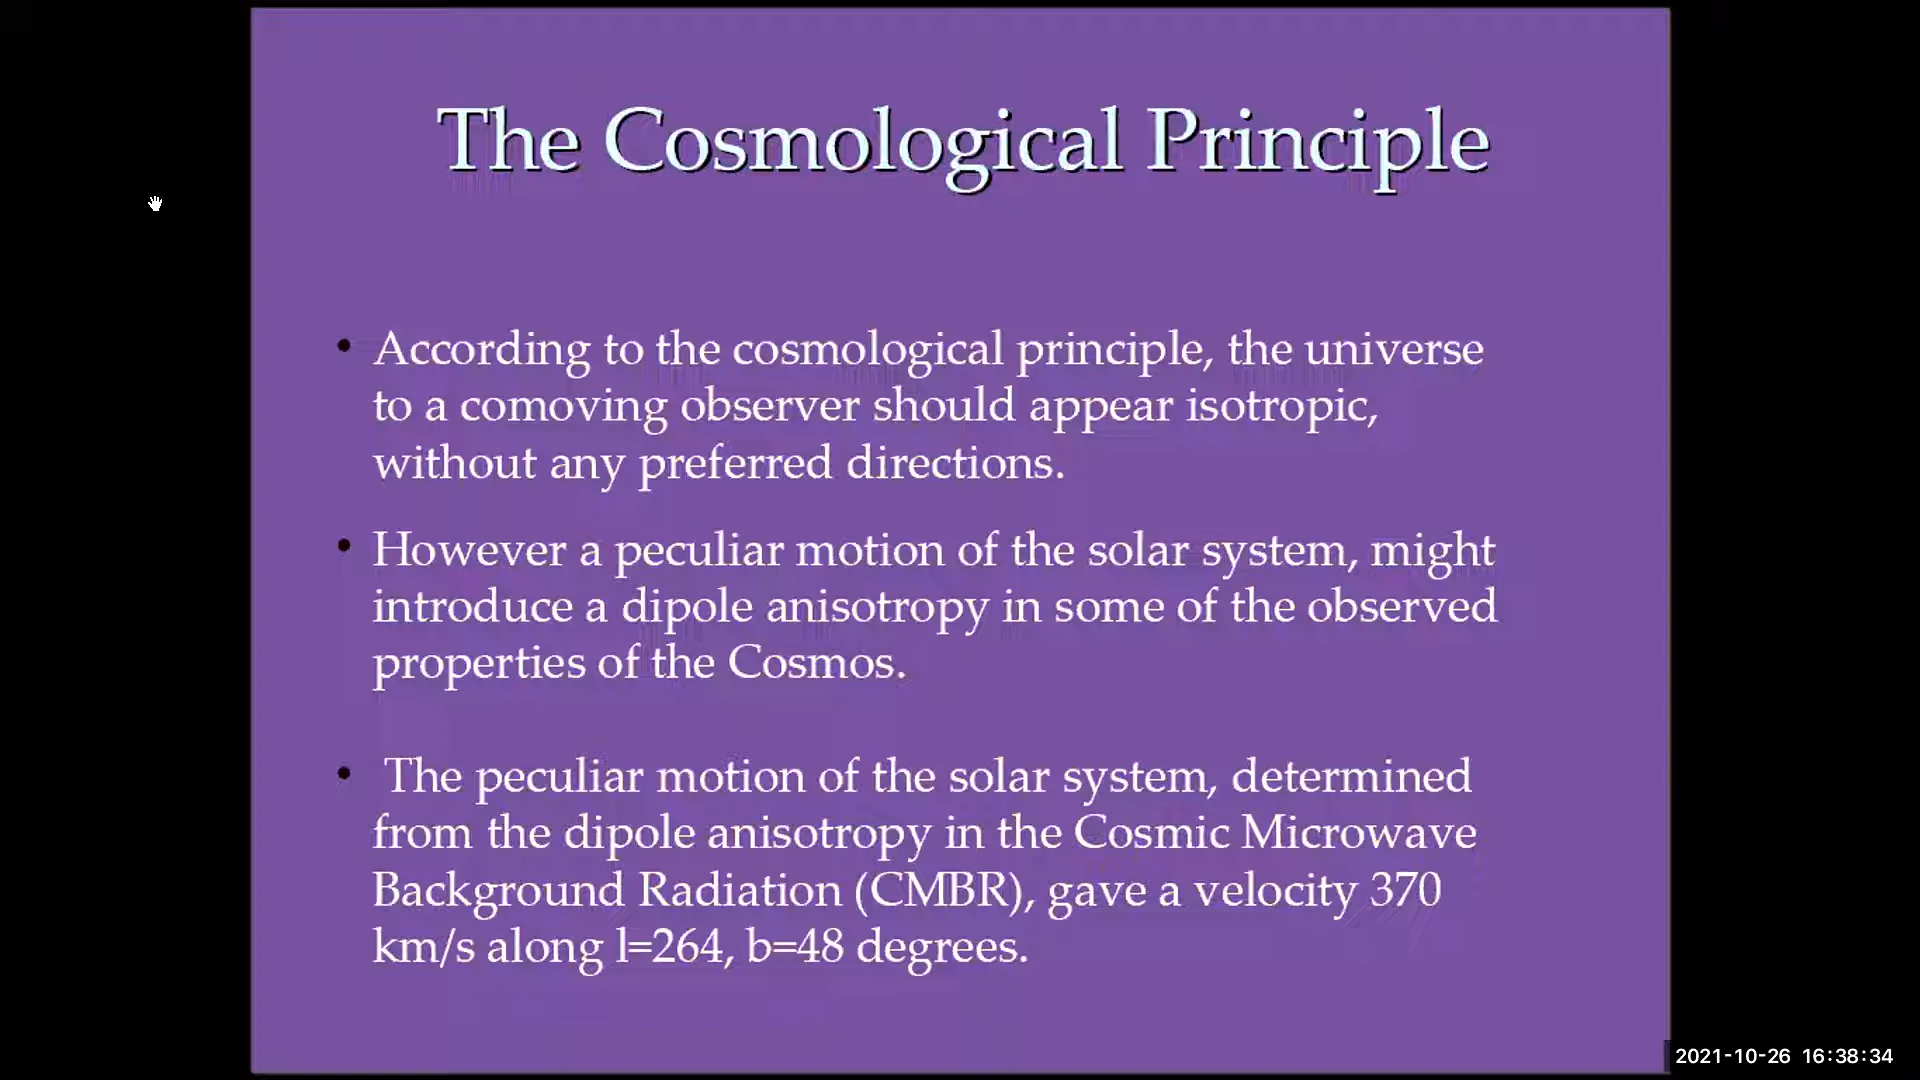 The Cosmological Principle
• According to the cosmological principle, the universe
to a comoving observer should appear isotropic,
without any preferred directions.
• However a peculiar motion of the solar system, might
introduce a dipole anisotropy in some of the observed
properties of the Cosmos.
• The peculiar motion of the solar system, determined
from the dipole anisotropy in the Cosmic Microwave
Background Radiation (CMBR), gave a velocity 370
km/s along l=264, b=48 degrees.
2021-10-26 16:38:34